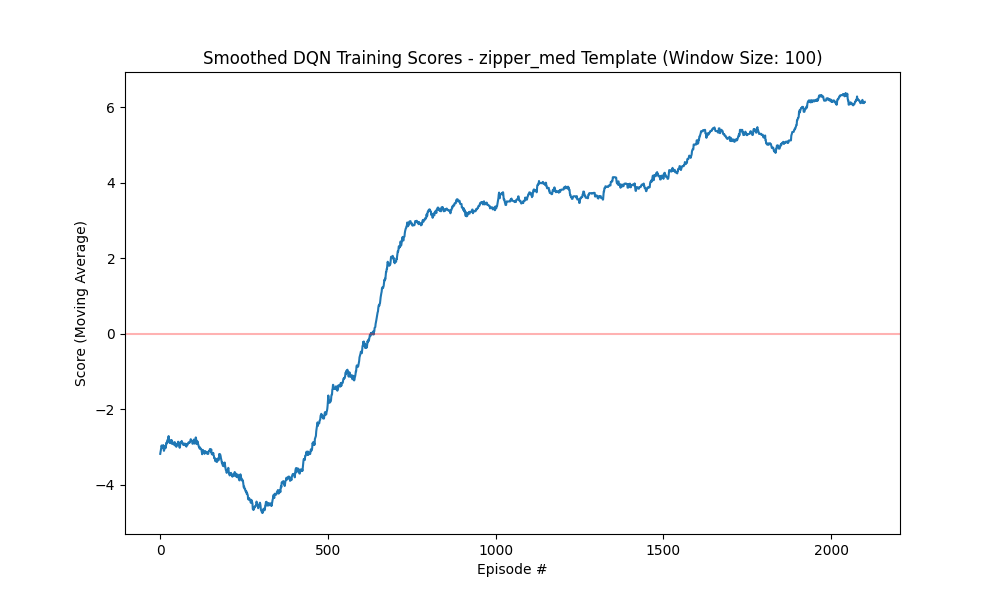 Smoothed DQN Training Scores - zipper_med Template (Window Size: 100)
Score (Moving Average)
6
4
2
0
−2
−4
0 500 1000 1500 2000
Episode #